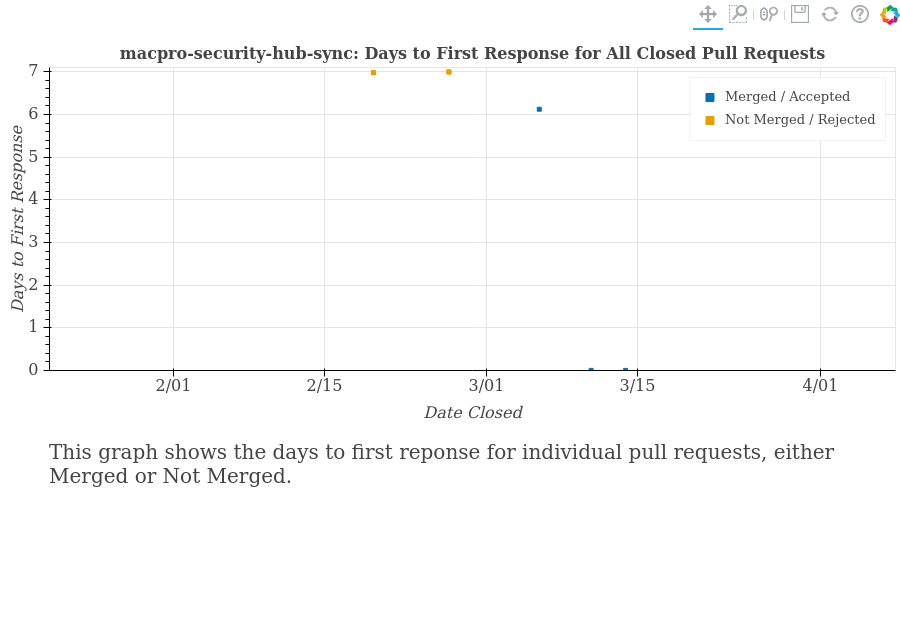 macpro-security-hub-sync: Days to First Response for All Closed Pull Requests
7
6
5
4
3
2
1
0
Days to First Response
Merged / Accepted
Not Merged / Rejected
2/01
2/15
3/01
3/15
4/01
Date Closed
This graph shows the days to first reponse for individual pull requests, either
Merged or Not Merged.